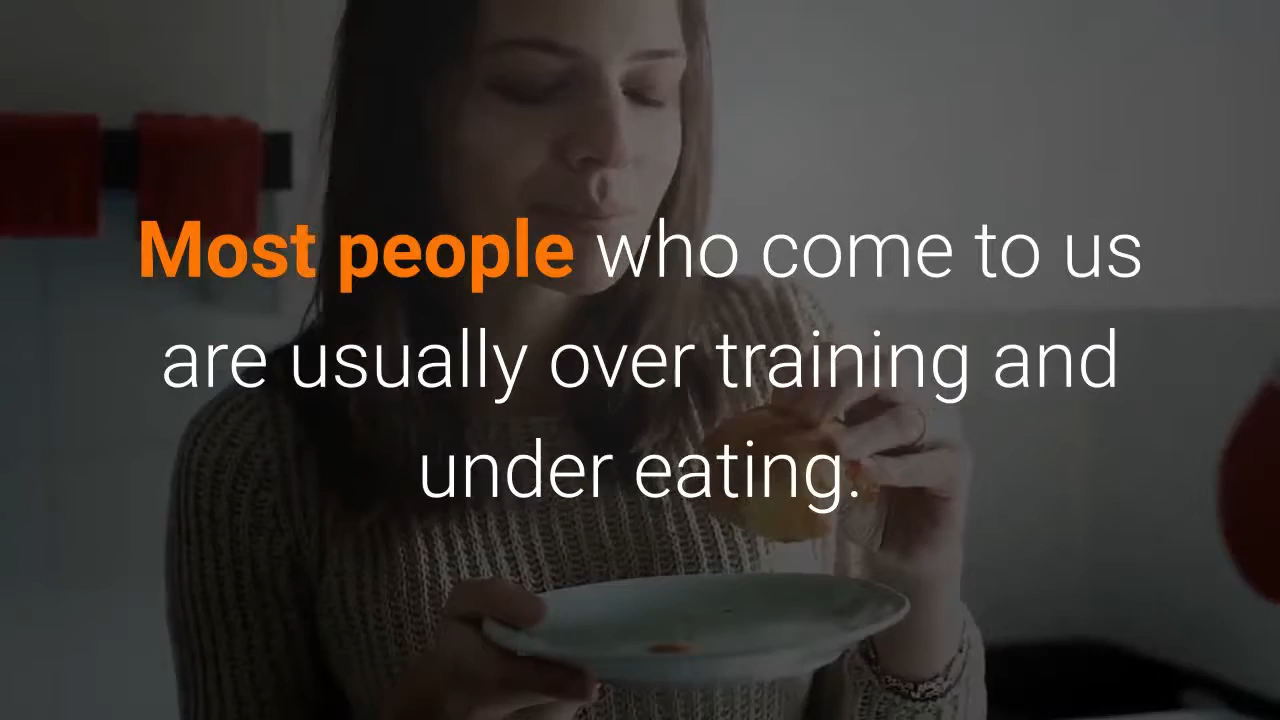 Most people who come to us
are usually over training and
under eating.